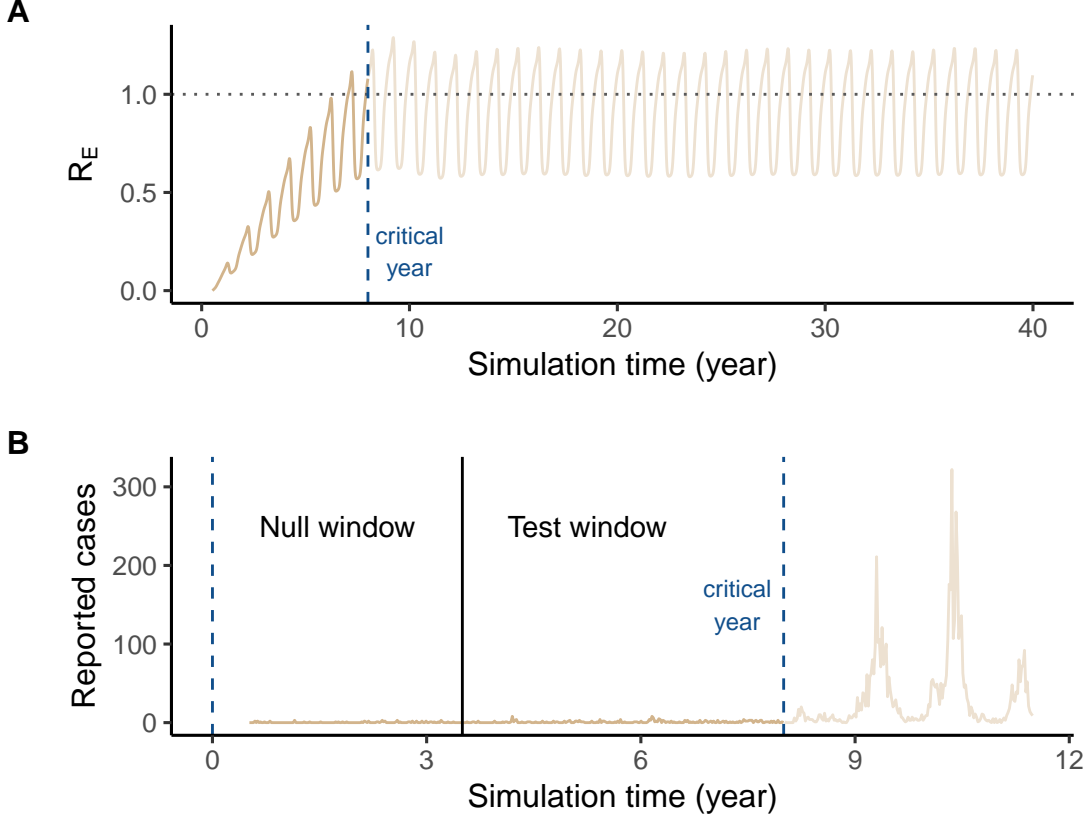 A
1.0
0.5
0.0
R_E
critical
year
0
10
20
30
40
Simulation time (year)
B
300
200
100
0
Reported cases
Null window
Test window
critical
year
0
3
6
9
12
Simulation time (year)